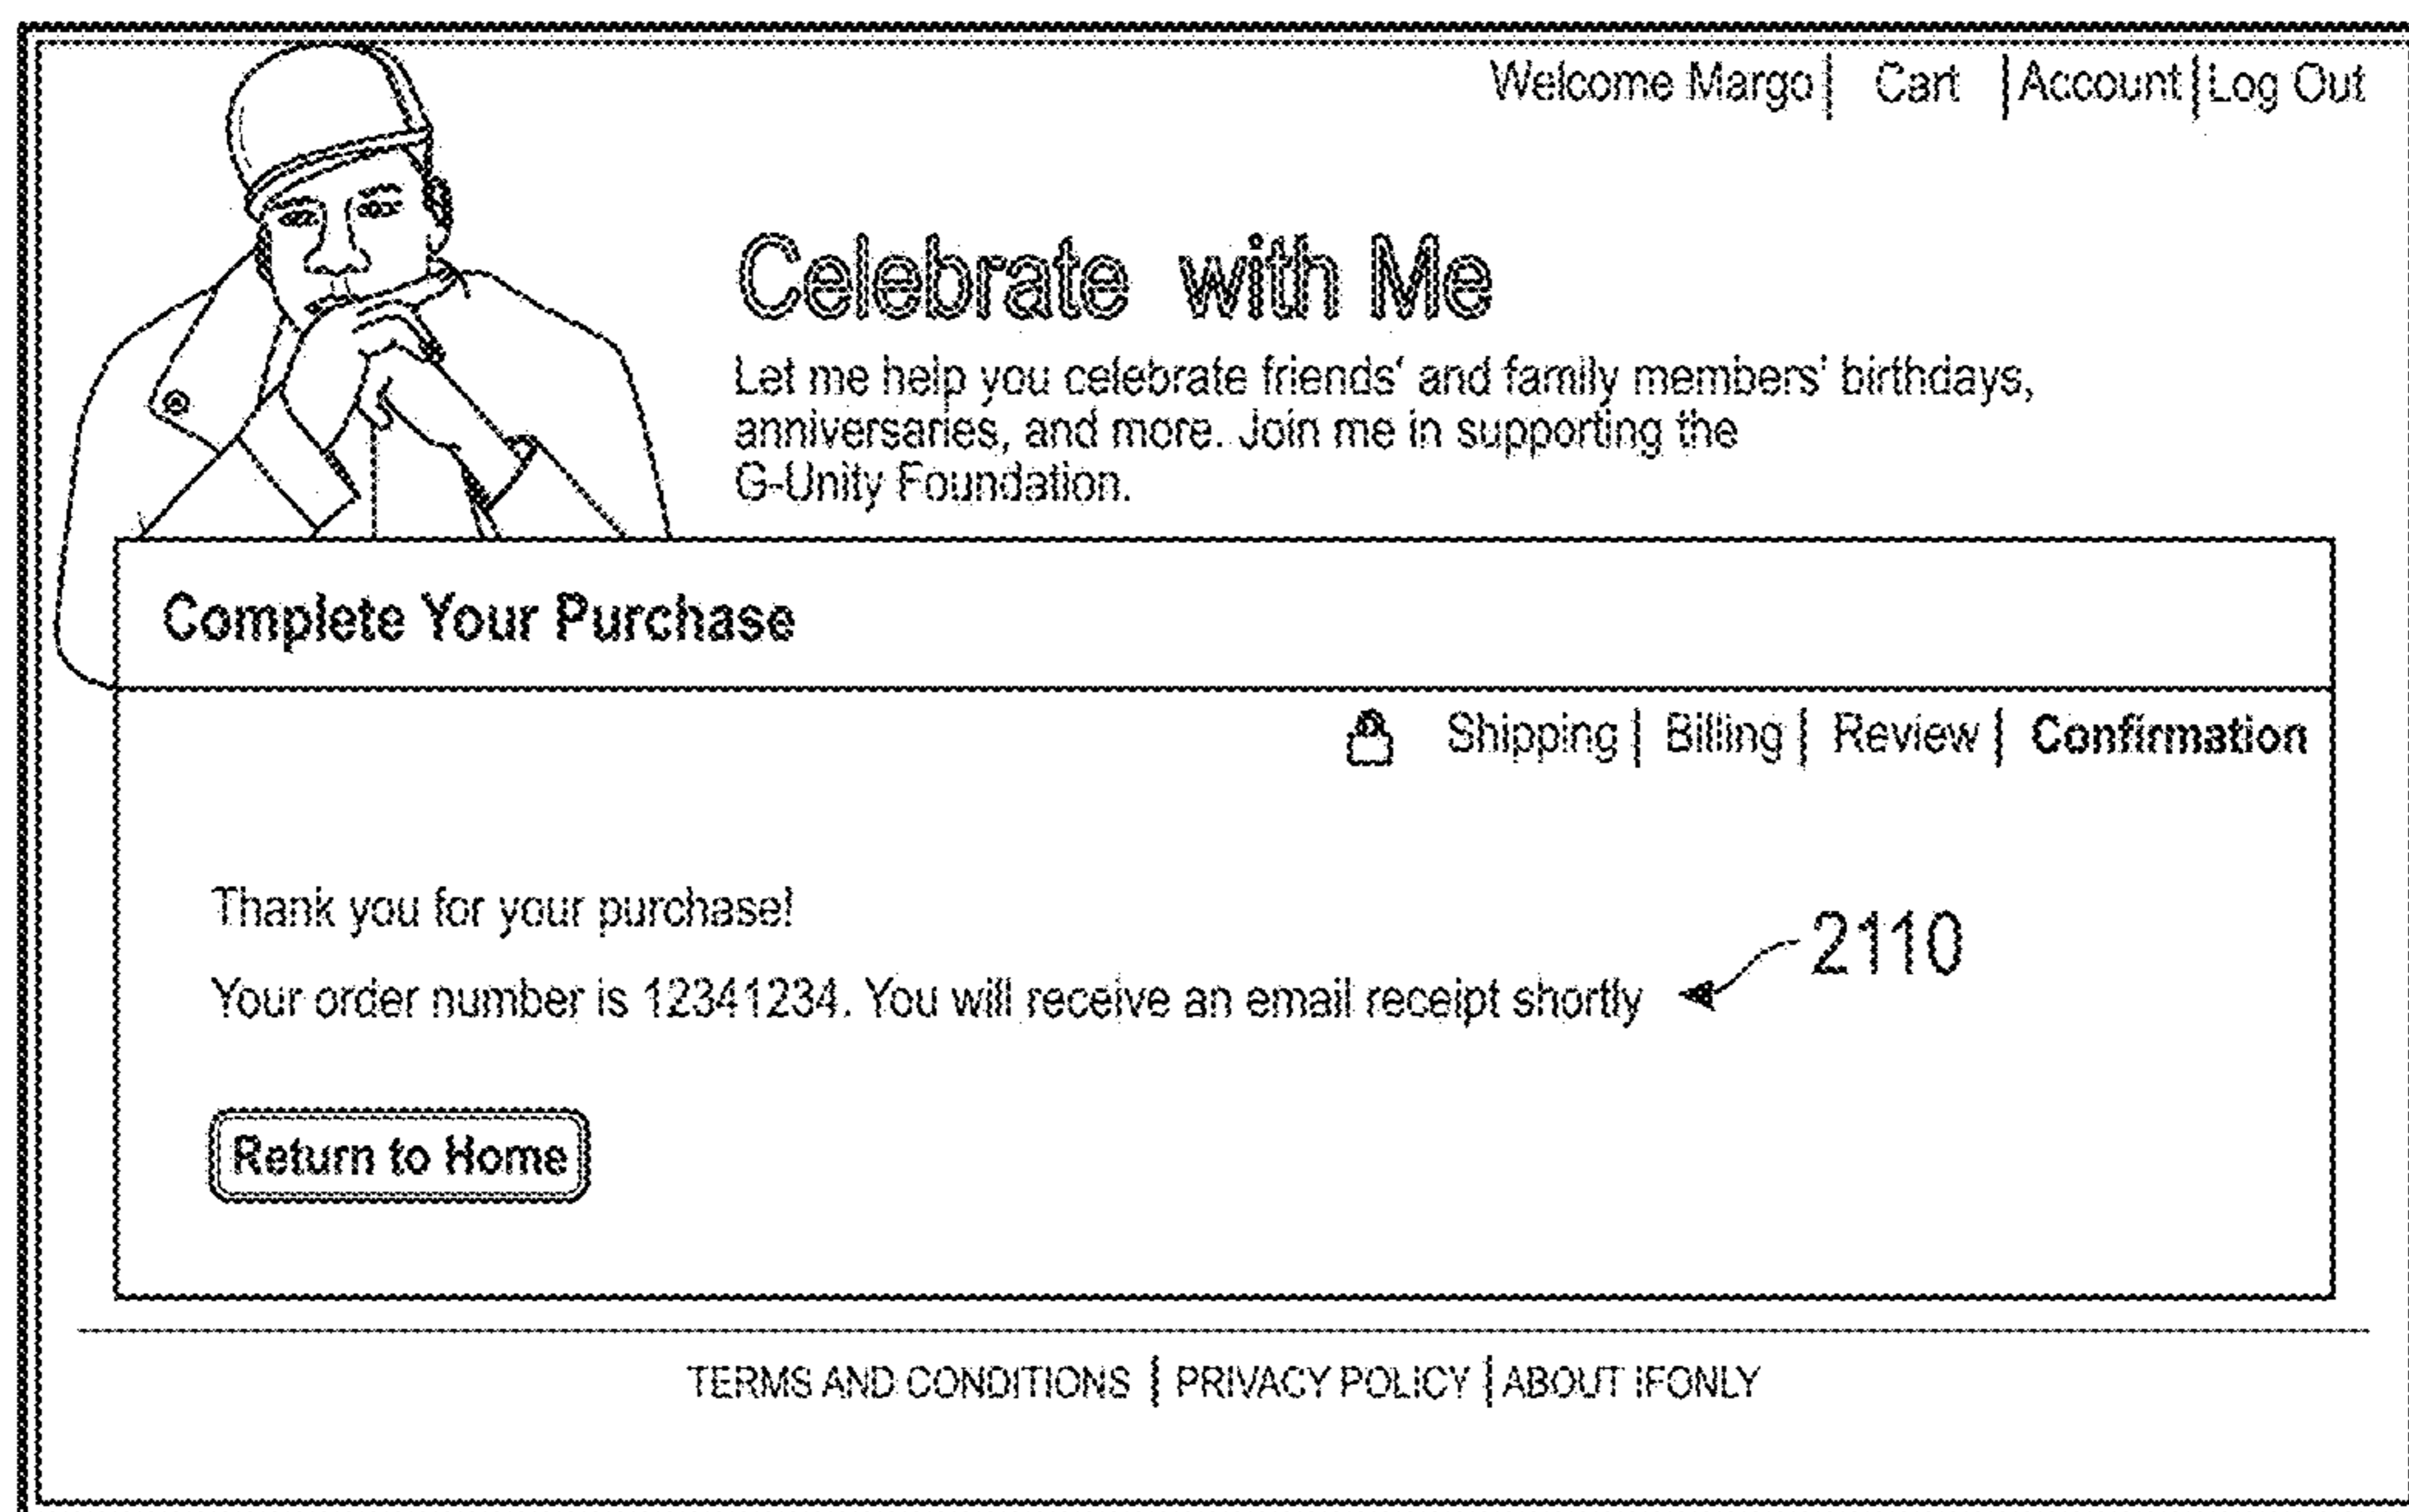 Welcome Margo | Cart | Account | Log Out
Celebrate with Me
Let me help you celebrate friends' and family members' birthdays,
anniversaries, and more. Join me in supporting the
G-Unity Foundation.
Complete Your Purchase
Shipping | Billing | Review | Confirmation
Thank you for your purchase!
2110
Your order number is 12341234. You will receive an email receipt shortly
Return to Home
TERMS AND CONDITIONS | PRIVACY POLICY | ABOUT IFONLY